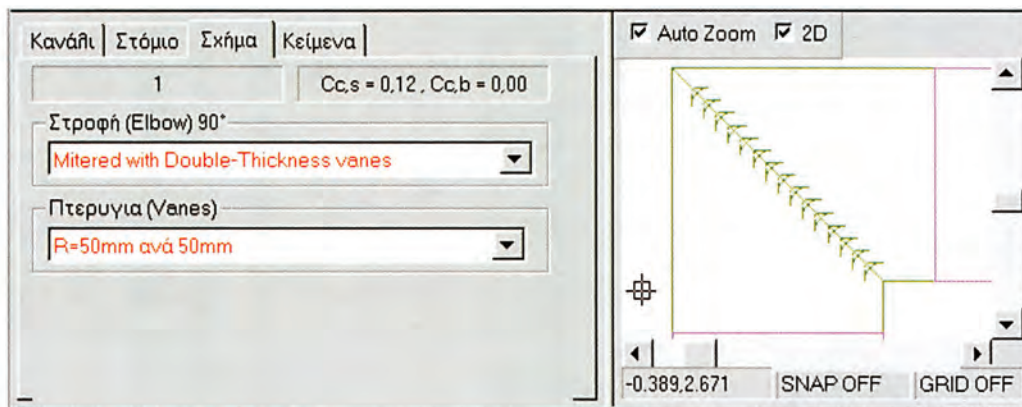 Κανάλι Στόμιο Σχήμα Κείμενα
1 Cc,s = 0,12 , Cc,b = 0,00
Στροφή (Elbow) 90°
Mitered with Double-Thickness vanes
Πτερυγια (Vanes)
R=50mm ανά 50mm
Auto Zoom 2D
-0.389,2.671 SNAP OFF GRID OFF